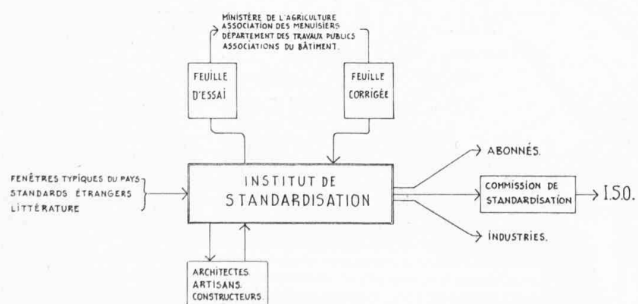 MINISTÈRE DE L'AGRICULTURE
ASSOCIATION DES MENUISIERS
DÉPARTEMENT DES TRAVAUX PUBLICS
ASSOCIATIONS DU BÂTIMENT.
FEUILLE
D'ESSAI
FEUILLE
CORRIGÉE
FENÊTRES TYPIQUES DU PAYS
STANDARDS ÉTRANGERS
LITTÉRATURE
INSTITUT DE
STANDARDISATION
ABONNÉS.
COMMISSION DE
STANDARDISATION
I.S.O.
INDUSTRIES.
ARCHITECTES.
ARTISANS.
CONSTRUCTEURS.